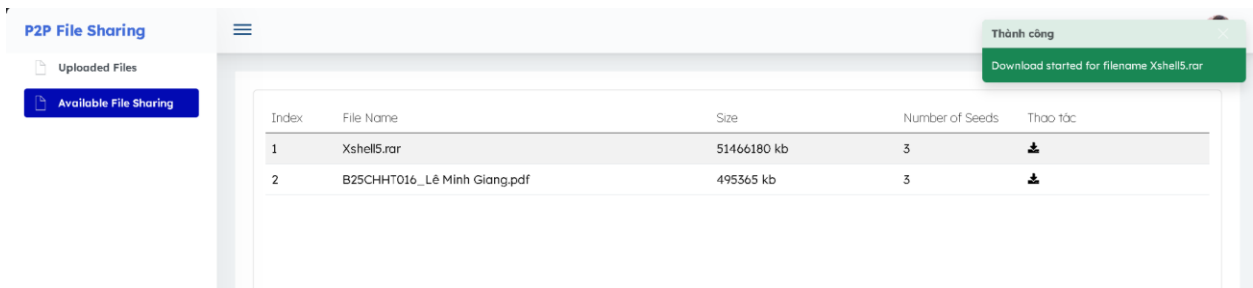 P2P File Sharing
Uploaded Files
Available File Sharing
Thành công
Download started for filename Xshell5.rar
Index File Name Size Number of Seeds Thao tác
1 Xshell5.rar 51466180 kb 3
2 B25CHHT016_Lê Minh Giang.pdf 495365 kb 3